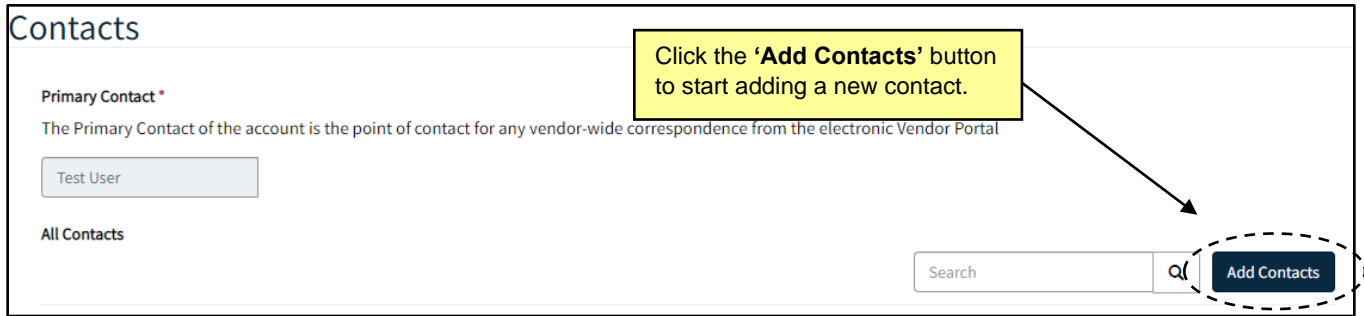 Contacts
Click the ‘Add Contacts’ button
to start adding a new contact.
Primary Contact *
The Primary Contact of the account is the point of contact for any vendor-wide correspondence from the electronic Vendor Portal
Test User
All Contacts
Search
Add Contacts